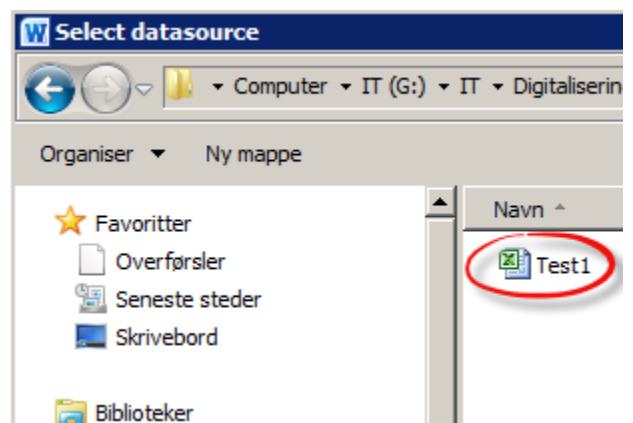 Select datasource
Computer IT (G:) IT Digitaliserin
Organiser Ny mappe
Navn
Favoritter
Test1
Overførsler
Seneste steder
Skrivebord
Biblioteker